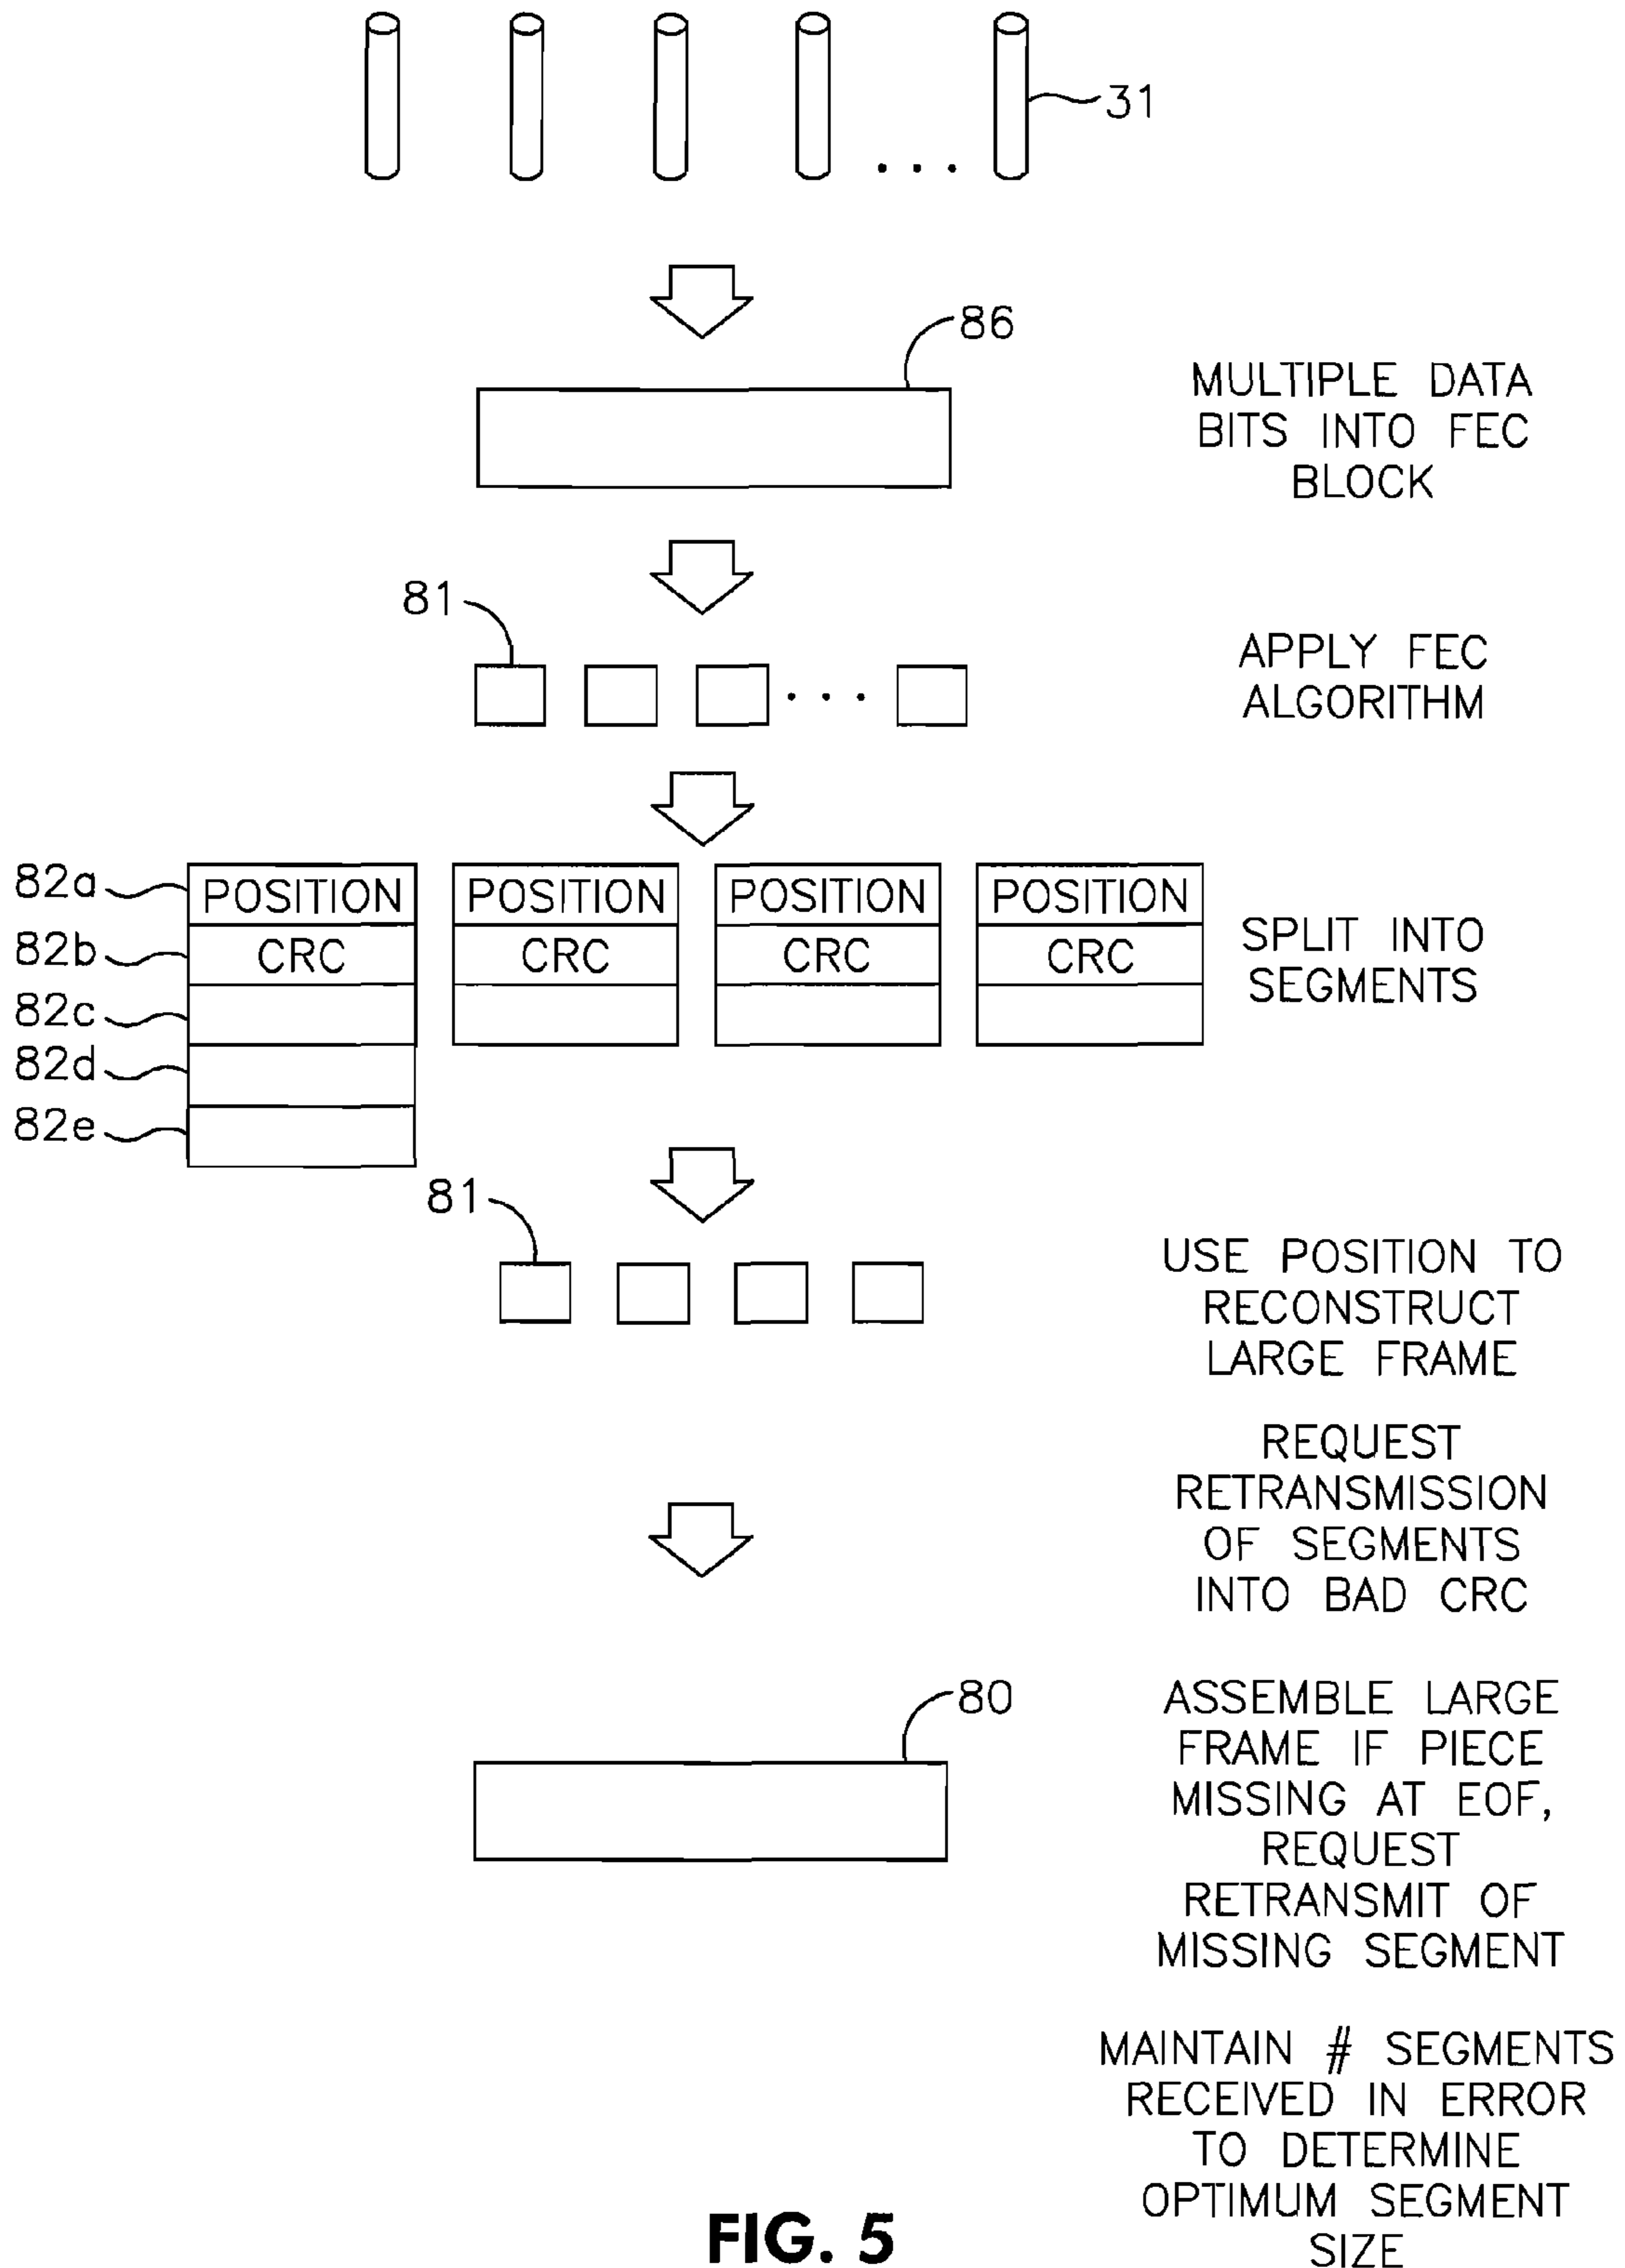 31
86
MULTIPLE DATA
BITS INTO FEC
BLOCK
81
APPLY FEC
ALGORITHM
82a
POSITION POSITION POSITION POSITION
82b
CRC CRC CRC CRC
SPLIT INTO
SEGMENTS
82c
82d
82e
81
USE POSITION TO
RECONSTRUCT
LARGE FRAME
REQUEST
RETRANSMISSION
OF SEGMENTS
INTO BAD CRC
80
ASSEMBLE LARGE
FRAME IF PIECE
MISSING AT EOF,
REQUEST
RETRANSMIT OF
MISSING SEGMENT
MAINTAIN # SEGMENTS
RECEIVED IN ERROR
TO DETERMINE
OPTIMUM SEGMENT
SIZE
FIG. 5